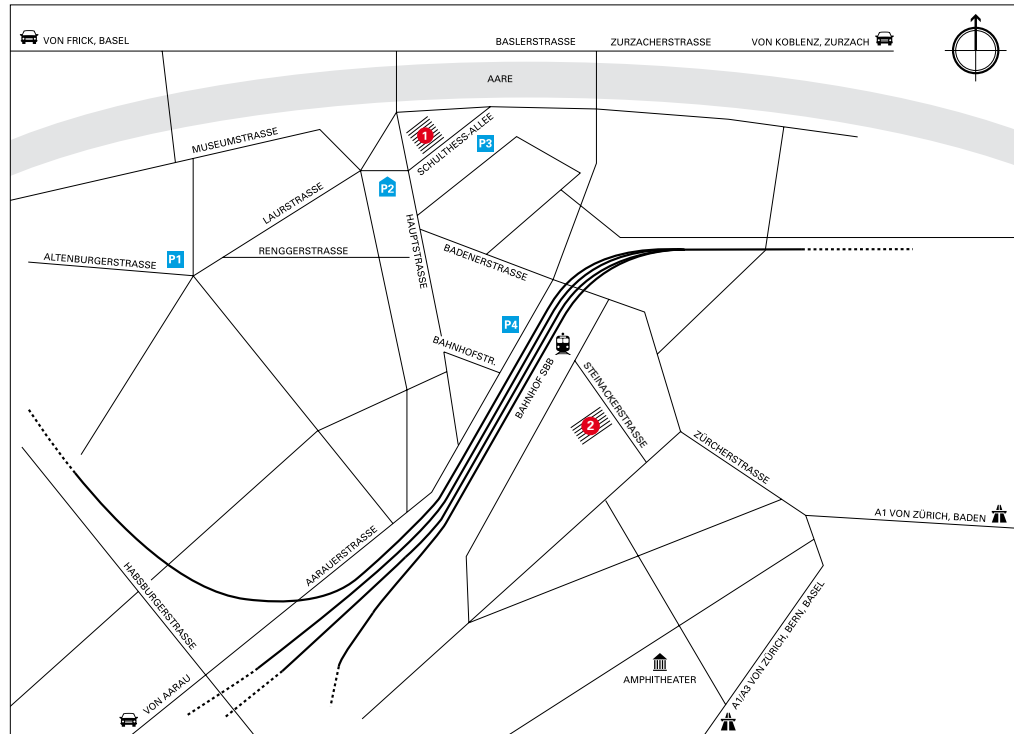 VON FRICK, BASEL
BASLERSTRASSE
ZURZACHERSTRASSE
VON KOBLENZ, ZURZACH
AARE
MUSEUMSTRASSE
1
SCHULTHESS-ALLEE
P3
P2
LAURSTRASSE
HAUPTSTRASSE
RENGGERSTRASSE
ALTENBURGERSTRASSE
P1
BADENERSTRASSE
P4
BAHNHOFSTR.
BAHNHOF SBB
STEINACKERSTRASSE
2
ZÜRCHERSTRASSE
A1 VON ZÜRICH, BADEN
AARAUERSTRASSE
HABSBURGERSTRASSE
A1/A3 VON ZÜRICH, BERN, BASEL
AMPHITHEATER
VON AARAU